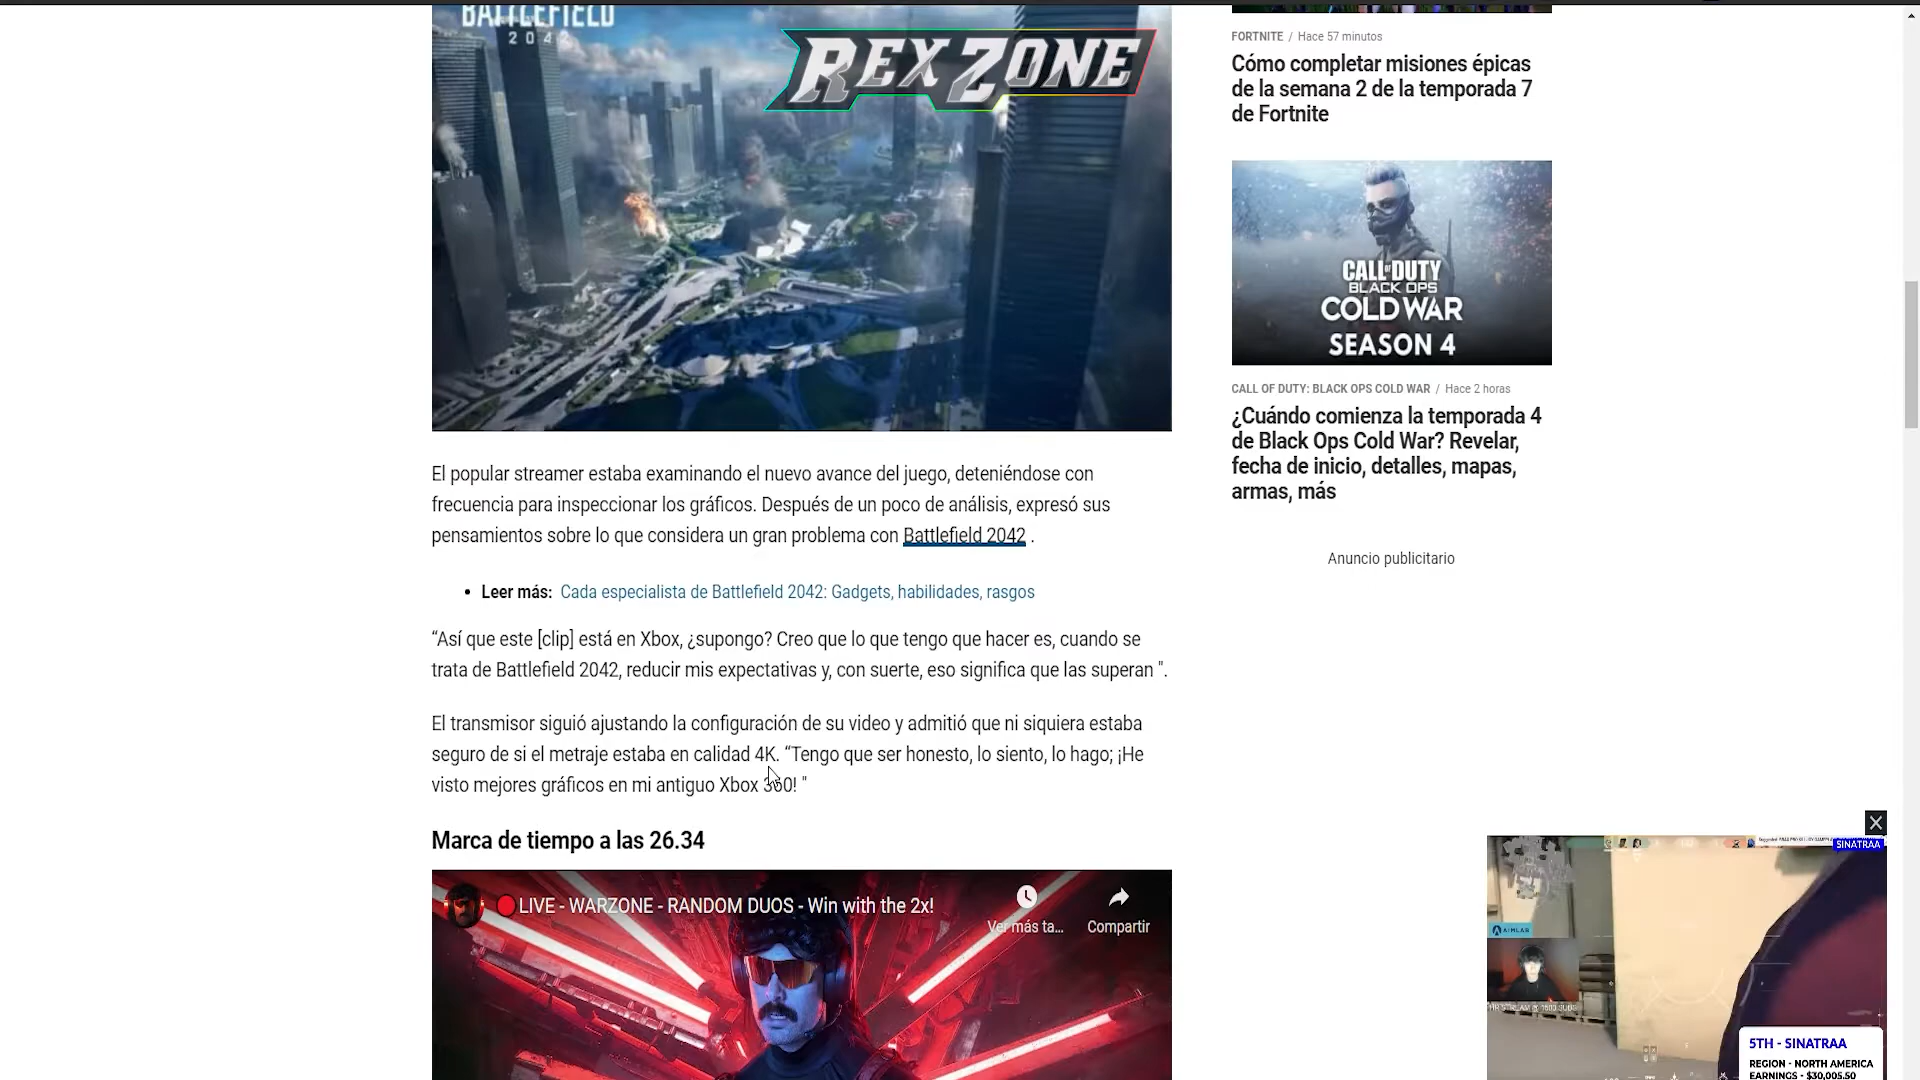 BATTLEFIELD
2042
REX ZONE
El popular streamer estaba examinando el nuevo avance del juego, deteniéndose con
frecuencia para inspeccionar los gráficos. Después de un poco de análisis, expresó sus
pensamientos sobre lo que considera un gran problema con Battlefield 2042 .
• Leer más: Cada especialista de Battlefield 2042: Gadgets, habilidades, rasgos
“Así que este [clip] está en Xbox, ¿supongo? Creo que lo que tengo que hacer es, cuando se
trata de Battlefield 2042, reducir mis expectativas y, con suerte, eso significa que las superan ".
El transmisor siguió ajustando la configuración de su video y admitió que ni siquiera estaba
seguro de si el metraje estaba en calidad 4K. “Tengo que ser honesto, lo siento, lo hago; ¡He
visto mejores gráficos en mi antiguo Xbox 360! "
Marca de tiempo a las 26.34
LIVE - WARZONE - RANDOM DUOS - Win with the 2x!
Ver más ta...
Compartir
FORTNITE / Hace 57 minutos
Cómo completar misiones épicas
de la semana 2 de la temporada 7
de Fortnite
CALL OF DUTY
BLACK OPS
COLD WAR
SEASON 4
CALL OF DUTY: BLACK OPS COLD WAR / Hace 2 horas
¿Cuándo comienza la temporada 4
de Black Ops Cold War? Revelar,
fecha de inicio, detalles, mapas,
armas, más
Anuncio publicitario
SINATRAA
AIMLAB
5TH - SINATRAA
REGION - NORTH AMERICA
EARNINGS - $30,005.50